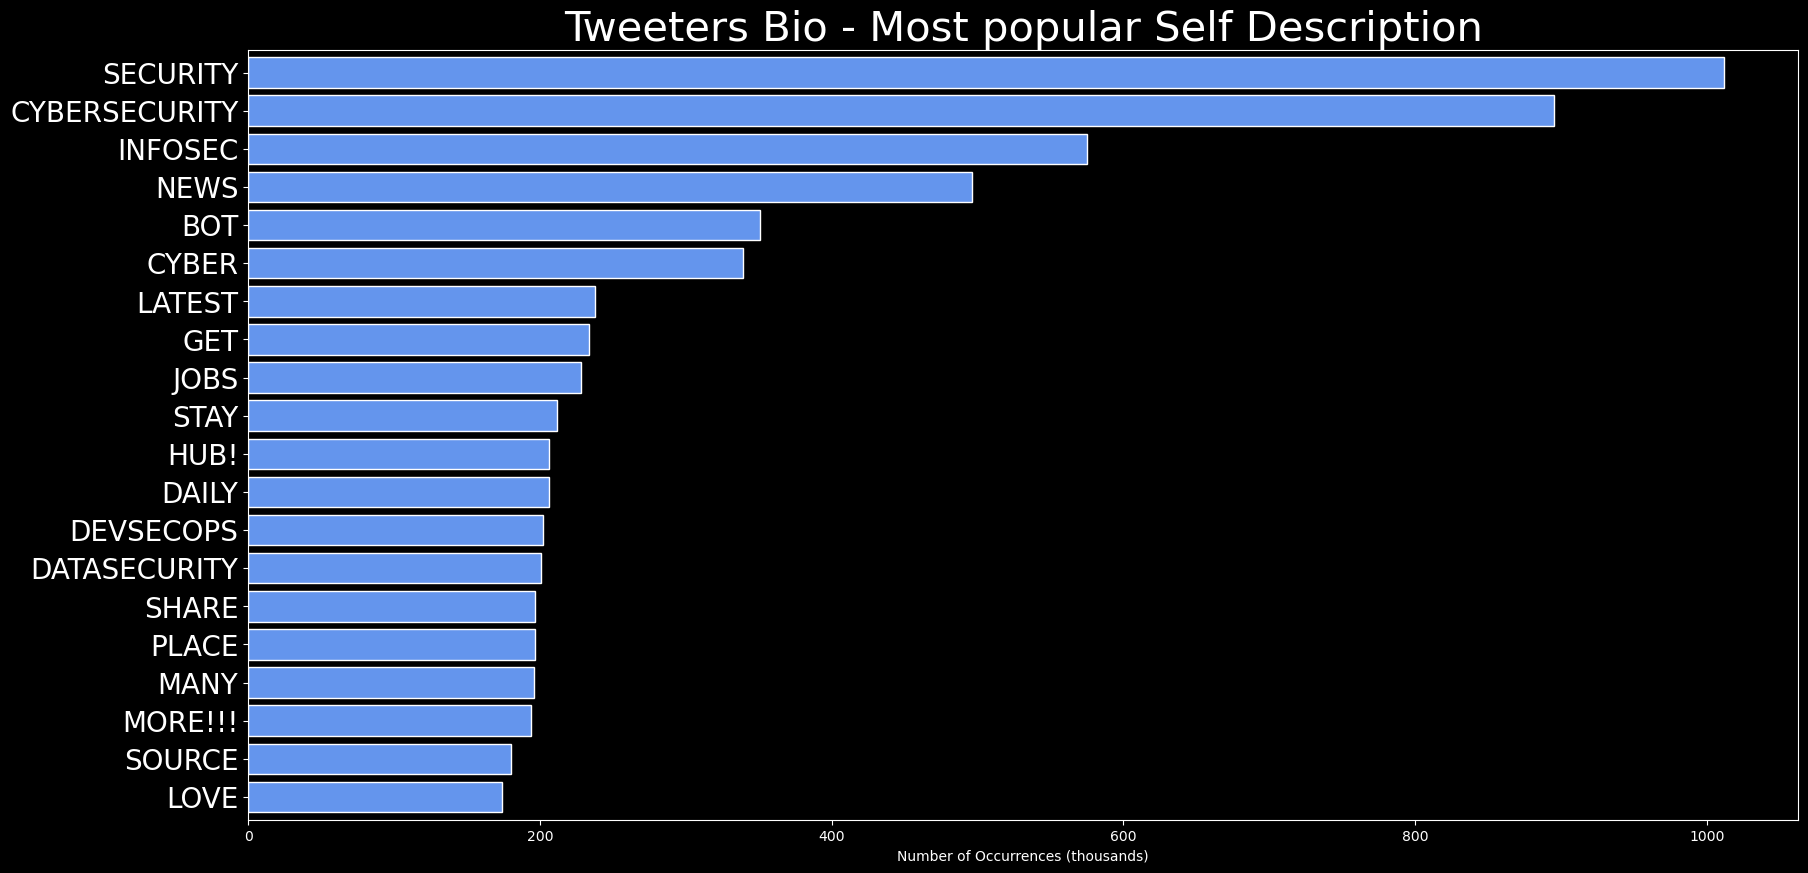 Tweeters Bio - Most popular Self Description
SECURITY
CYBERSECURITY
INFOSEC
NEWS
BOT
CYBER
LATEST
GET
JOBS
STAY
HUB!
DAILY
DEVSECOPS
DATASECURITY
SHARE
PLACE
MANY
MORE!!!
SOURCE
LOVE
0 200 400 600 800 1000
Number of Occurrences (thousands)